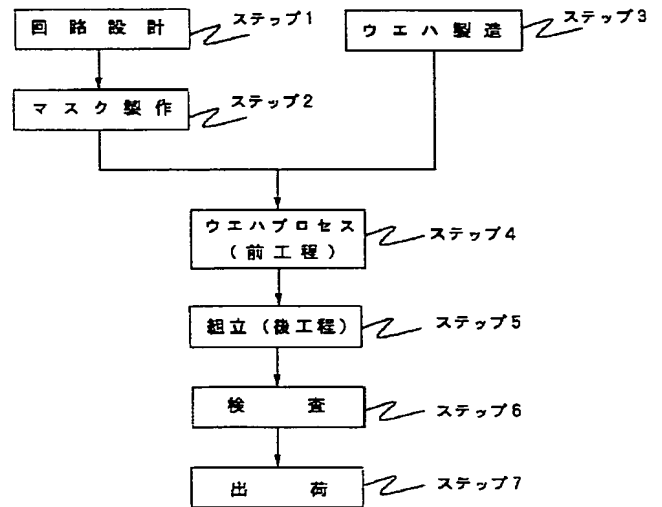 回路設計
ステップ1
ウエハ製造
ステップ3
マスク製作
ステップ2
ウエハプロセス
(前工程)
ステップ4
組立(後工程)
ステップ5
検査
ステップ6
出荷
ステップ7